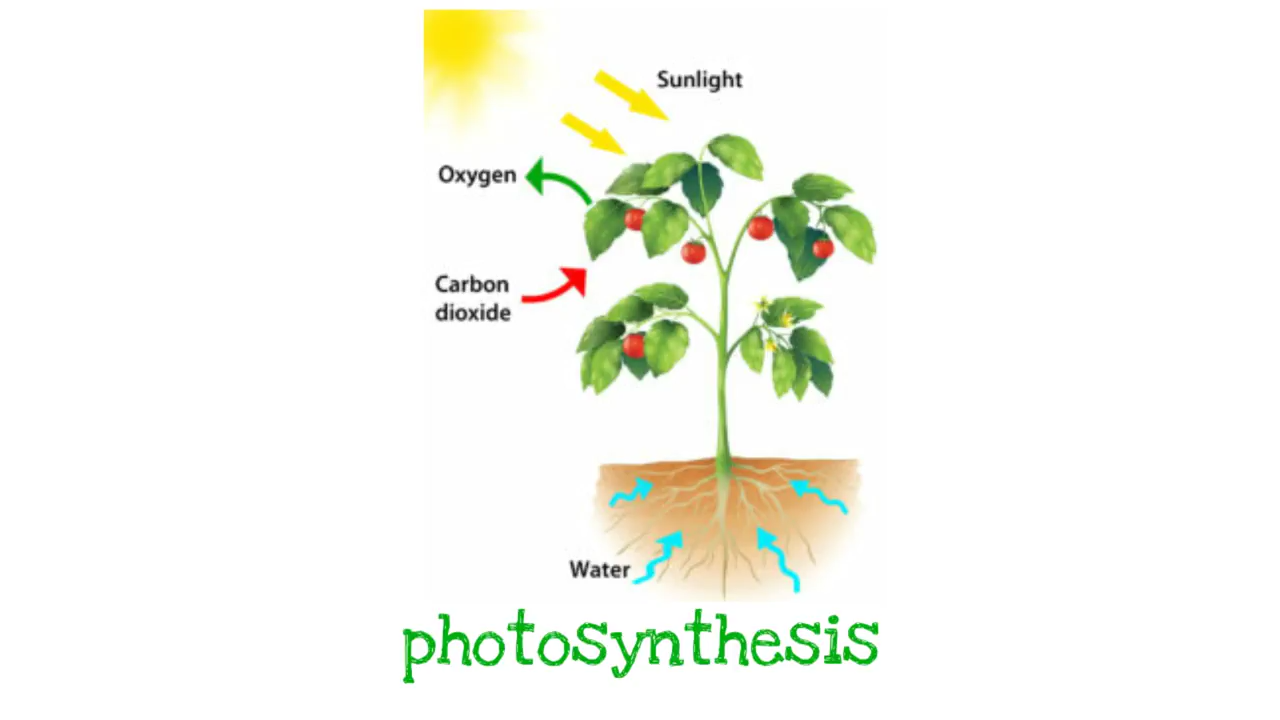 Sunlight
Oxygen
Carbon
dioxide
Water
photosynthesis